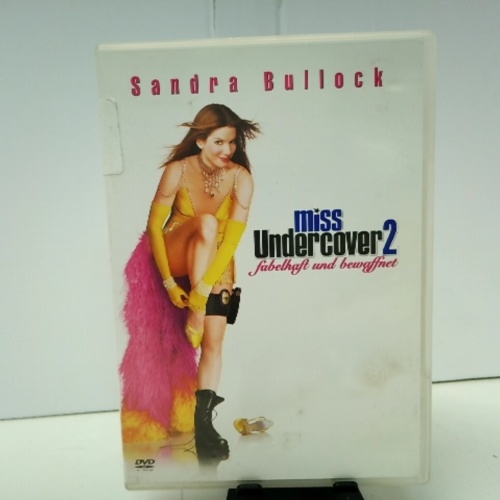 Sandra Bullock
miss
Undercover 2
fabelhaft und bewaffnet
DVD